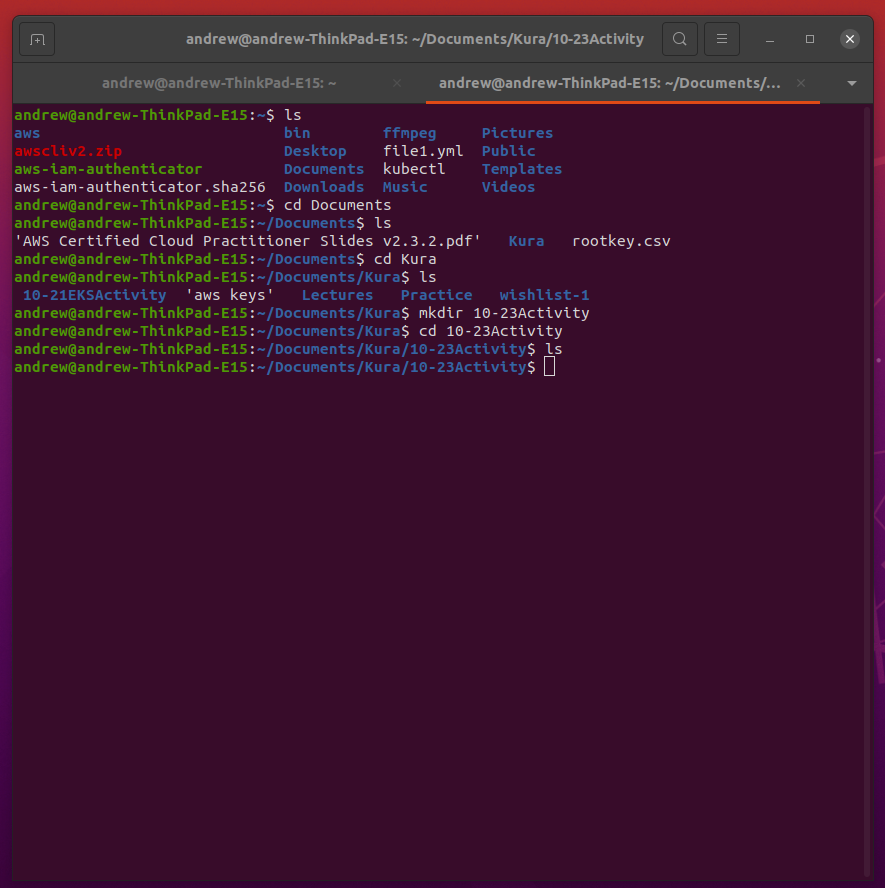 andrew@andrew-ThinkPad-E15: ~/Documents/Kura/10-23Activity
andrew@andrew-ThinkPad-E15: ~
andrew@andrew-ThinkPad-E15: ~/Documents/...
andrew@andrew-ThinkPad-E15:~$ ls
aws bin ffmpeg Pictures
awscliv2.zip Desktop file1.yml Public
aws-iam-authenticator Documents kubectl Templates
aws-iam-authenticator.sha256 Downloads Music Videos
andrew@andrew-ThinkPad-E15:~$ cd Documents
andrew@andrew-ThinkPad-E15:~/Documents$ ls
'AWS Certified Cloud Practitioner Slides v2.3.2.pdf' Kura rootkey.csv
andrew@andrew-ThinkPad-E15:~/Documents$ cd Kura
andrew@andrew-ThinkPad-E15:~/Documents/Kura$ ls
10-21EKSActivity 'aws keys' Lectures Practice wishlist-1
andrew@andrew-ThinkPad-E15:~/Documents/Kura$ mkdir 10-23Activity
andrew@andrew-ThinkPad-E15:~/Documents/Kura$ cd 10-23Activity
andrew@andrew-ThinkPad-E15:~/Documents/Kura/10-23Activity$ ls
andrew@andrew-ThinkPad-E15:~/Documents/Kura/10-23Activity$